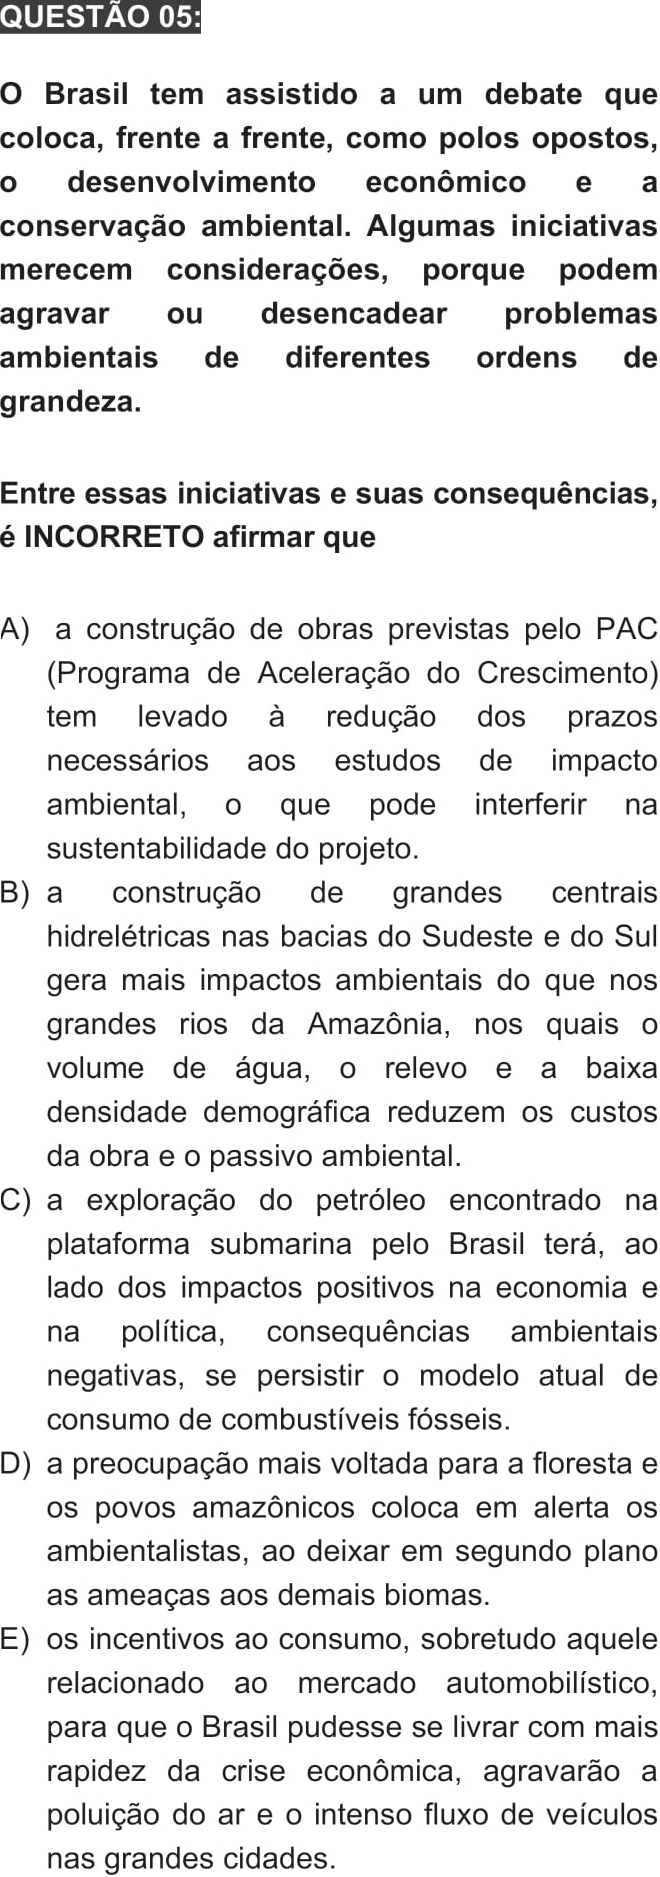 QUESTÃO 05:
O Brasil tem assistido a um debate que
coloca, frente a frente, como polos opostos,
o desenvolvimento econômico e a
conservação ambiental. Algumas iniciativas
merecem considerações, porque podem
agravar ou desencadear problemas
ambientais de diferentes ordens de
grandeza.
Entre essas iniciativas e suas consequências,
é INCORRETO afirmar que
A) a construção de obras previstas pelo PAC
(Programa de Aceleração do Crescimento)
tem levado à redução dos prazos
necessários aos estudos de impacto
ambiental, o que pode interferir na
sustentabilidade do projeto.
B) a construção de grandes centrais
hidrelétricas nas bacias do Sudeste e do Sul
gera mais impactos ambientais do que nos
grandes rios da Amazônia, nos quais o
volume de água, o relevo e a baixa
densidade demográfica reduzem os custos
da obra e o passivo ambiental.
C) a exploração do petróleo encontrado na
plataforma submarina pelo Brasil terá, ao
lado dos impactos positivos na economia e
na política, consequências ambientais
negativas, se persistir o modelo atual de
consumo de combustíveis fósseis.
D) a preocupação mais voltada para a floresta e
os povos amazônicos coloca em alerta os
ambientalistas, ao deixar em segundo plano
as ameaças aos demais biomas.
E) os incentivos ao consumo, sobretudo aquele
relacionado ao mercado automobilístico,
para que o Brasil pudesse se livrar com mais
rapidez da crise econômica, agravarão a
poluição do ar e o intenso fluxo de veículos
nas grandes cidades.